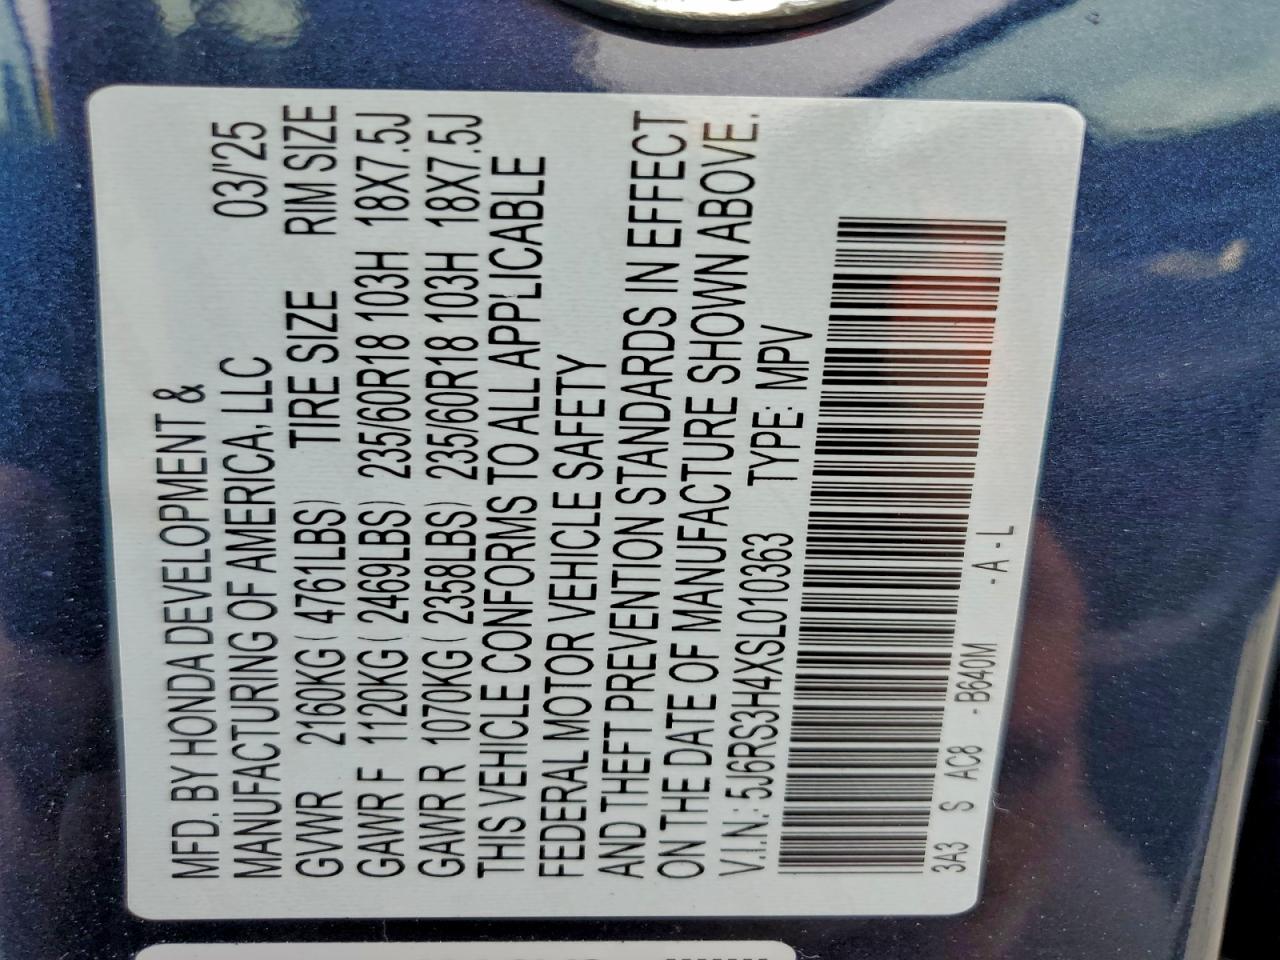 MFD. BY HONDA DEVELOPMENT &
MANUFACTURING OF AMERICA, LLC 03/'25
GVWR 2160KG ( 4761LBS) TIRE SIZE RIM SIZE
GAWR F 1120KG ( 2469LBS) 235/60R18 103H 18X7.5J
GAWR R 1070KG ( 2358LBS) 235/60R18 103H 18X7.5J
THIS VEHICLE CONFORMS TO ALL APPLICABLE
FEDERAL MOTOR VEHICLE SAFETY
AND THEFT PREVENTION STANDARDS IN EFFECT
ON THE DATE OF MANUFACTURE SHOWN ABOVE.
V.I.N.: 5J6RS3H4XSL010363 TYPE: MPV
3A3 S AC8 - B640M - A - L